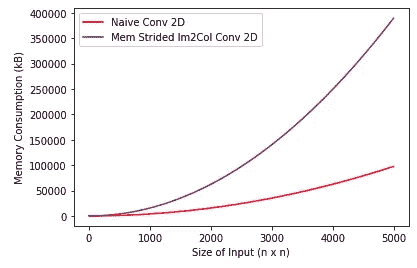 400000
350000
300000
250000
200000
150000
100000
50000
0
Memory Consumption (kB)
Naive Conv 2D
Mem Strided Im2Col Conv 2D
0 1000 2000 3000 4000 5000
Size of Input (n x n)